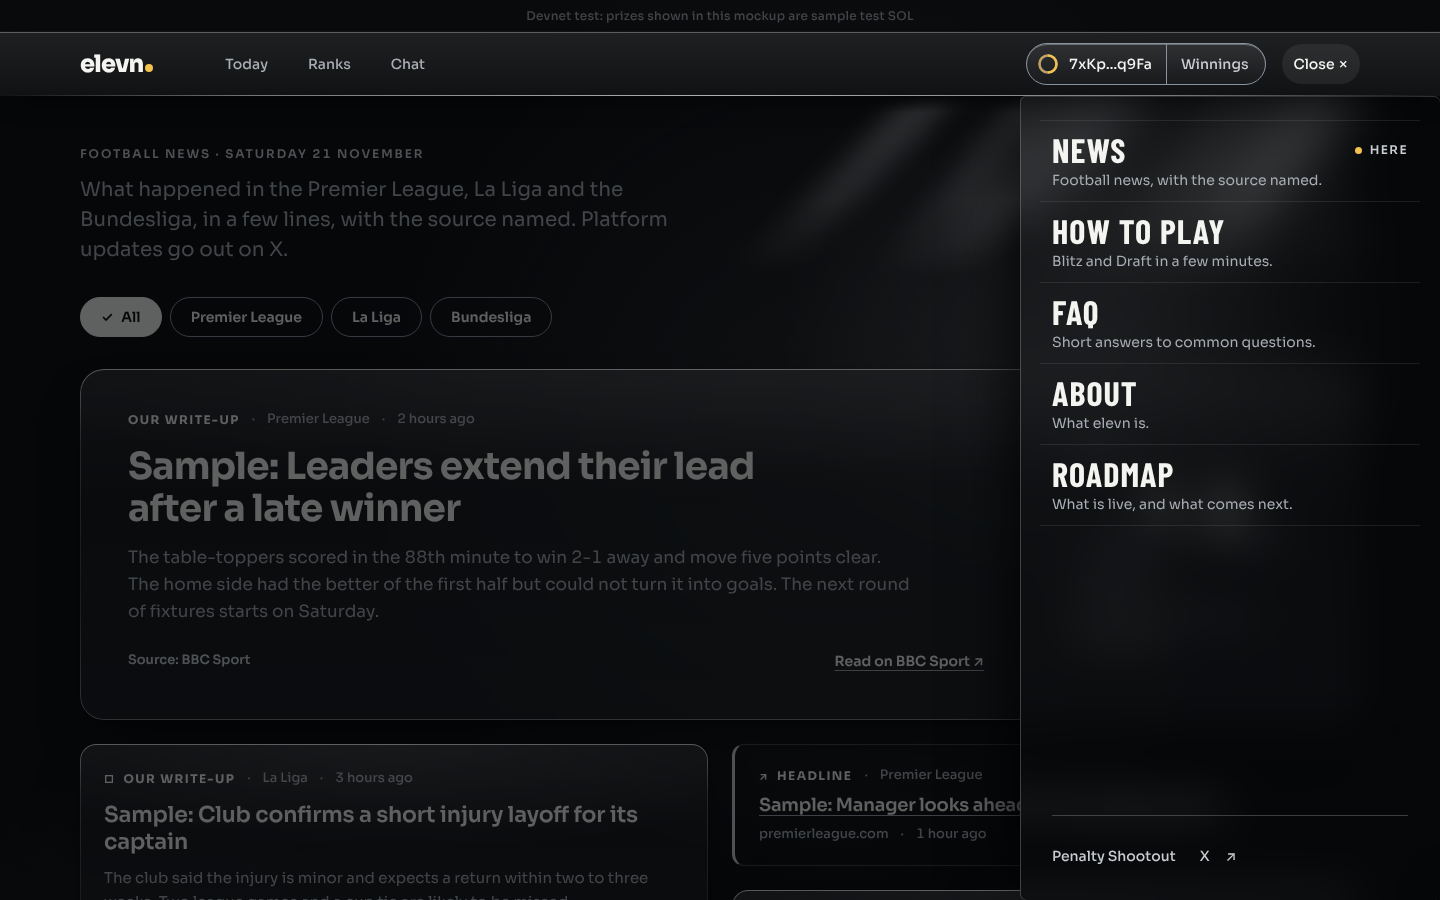 Devnet test: prizes shown in this mockup are sample test SOL
elevn.
Today
Ranks
Chat
7xKp...q9Fa
Winnings
Close ×
FOOTBALL NEWS · SATURDAY 21 NOVEMBER
What happened in the Premier League, La Liga and the
Bundesliga, in a few lines, with the source named. Platform
updates go out on X.
✓ All
Premier League
La Liga
Bundesliga
OUR WRITE-UP · Premier League · 2 hours ago
Sample: Leaders extend their lead
after a late winner
The table-toppers scored in the 88th minute to win 2-1 away and move five points clear.
The home side had the better of the first half but could not turn it into goals. The next round
of fixtures starts on Saturday.
Source: BBC Sport
Read on BBC Sport ↗
OUR WRITE-UP · La Liga · 3 hours ago
Sample: Club confirms a short injury layoff for its
captain
The club said the injury is minor and expects a return within two to three
↗ HEADLINE · Premier League
Sample: Manager looks ahead
premierleague.com · 1 hour ago
NEWS
HERE
Football news, with the source named.
HOW TO PLAY
Blitz and Draft in a few minutes.
FAQ
Short answers to common questions.
ABOUT
What elevn is.
ROADMAP
What is live, and what comes next.
Penalty Shootout
X ↗